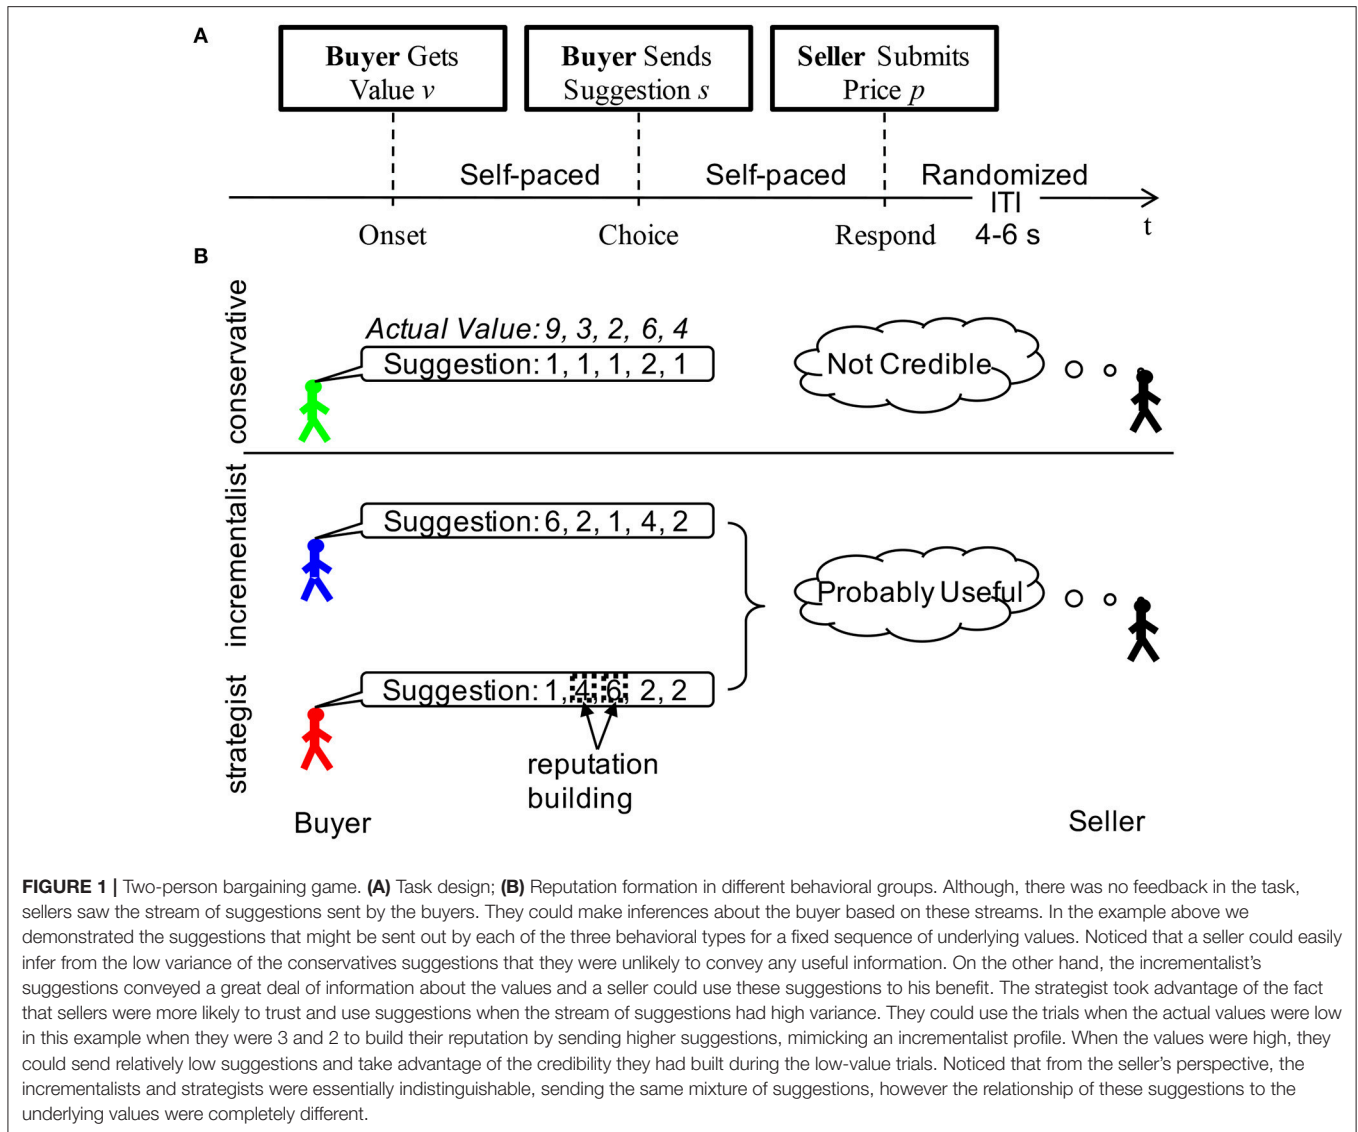 A
Buyer Gets
Value v
Buyer Sends
Suggestion s
Seller Submits
Price p
Self-paced
Self-paced
Randomized
ITI
4-6 s
t
Onset
Choice
Respond
B
conservative
Actual Value: 9, 3, 2, 6, 4
Suggestion: 1, 1, 1, 2, 1
Not Credible
incrementalist
Suggestion: 6, 2, 1, 4, 2
Probably Useful
strategist
Suggestion: 1, 4, 6, 2, 2
reputation
building
Buyer
Seller
FIGURE 1 | Two-person bargaining game. (A) Task design; (B) Reputation formation in different behavioral groups. Although, there was no feedback in the task,
sellers saw the stream of suggestions sent by the buyers. They could make inferences about the buyer based on these streams. In the example above we
demonstrated the suggestions that might be sent out by each of the three behavioral types for a fixed sequence of underlying values. Noticed that a seller could easily
infer from the low variance of the conservatives suggestions that they were unlikely to convey any useful information. On the other hand, the incrementalist's
suggestions conveyed a great deal of information about the values and a seller could use these suggestions to his benefit. The strategist took advantage of the fact
that sellers were more likely to trust and use suggestions when the stream of suggestions had high variance. They could use the trials when the actual values were low
in this example when they were 3 and 2 to build their reputation by sending higher suggestions, mimicking an incrementalist profile. When the values were high, they
could send relatively low suggestions and take advantage of the credibility they had built during the low-value trials. Noticed that from the seller's perspective, the
incrementalists and strategists were essentially indistinguishable, sending the same mixture of suggestions, however the relationship of these suggestions to the
underlying values were completely different.